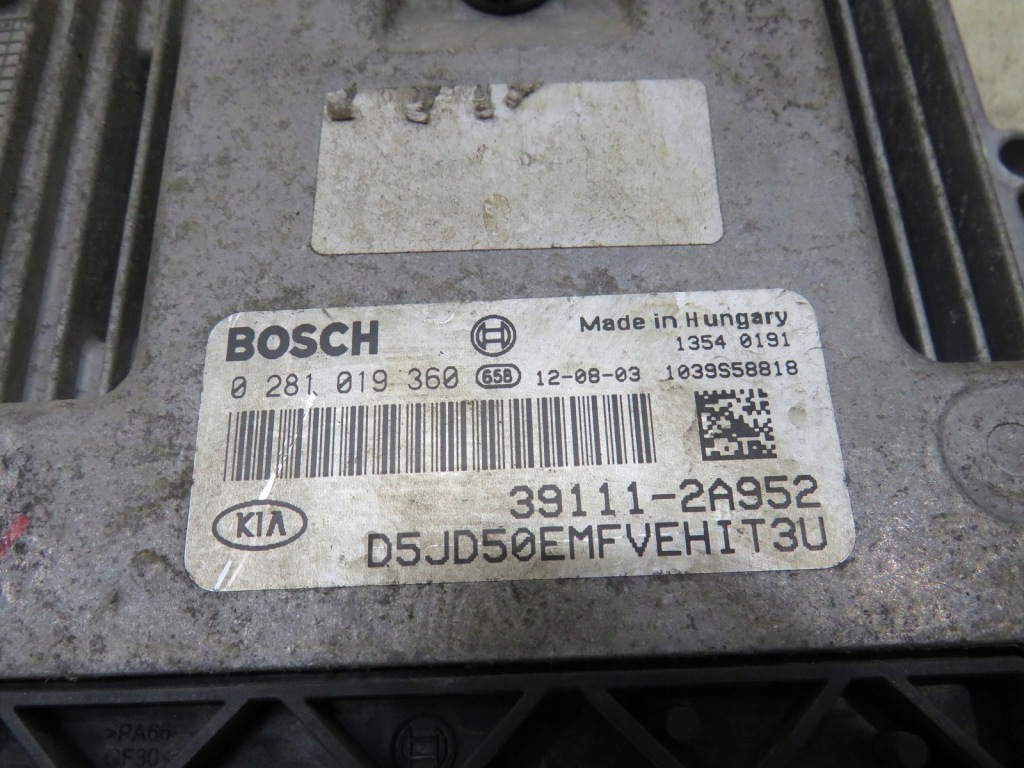 BOSCH
Made in Hungary
1354 0191
0 281 019 360 65B 12-08-03 1039S58818
39111-2A952
KIA
D5JD50EMFVEHIT3U
>PA66
GF30<